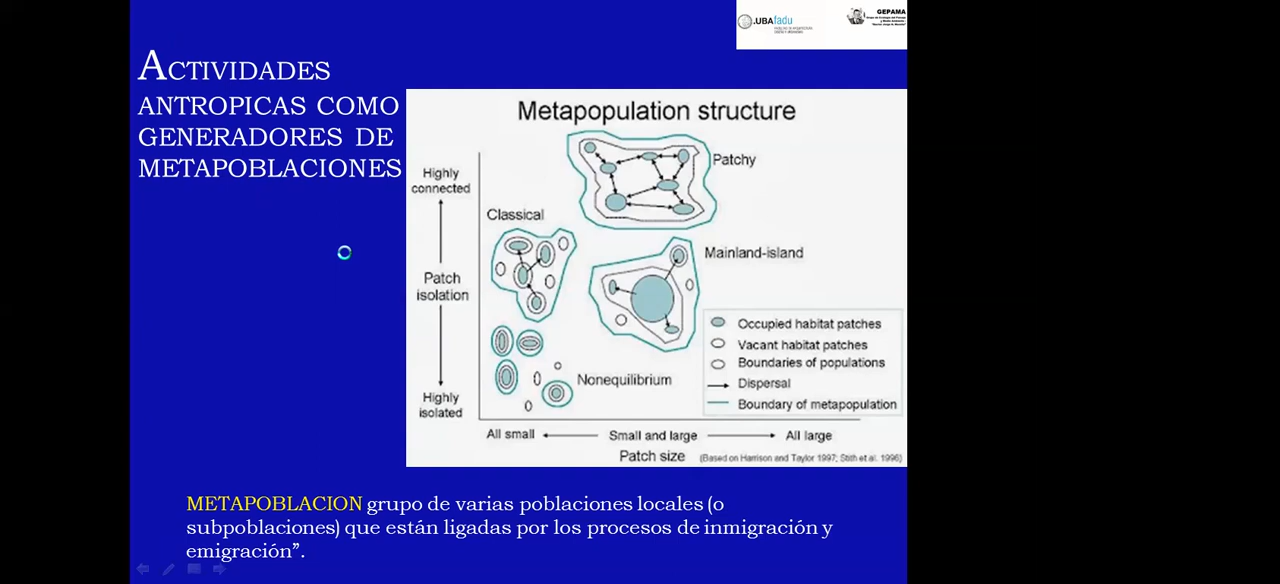 .UBAfadu
GEPAMA
ACTIVIDADES
ANTROPICAS COMO
GENERADORES DE
METAPOBLACIONES
Metapopulation structure
Highly
connected
Patch
isolation
Highly
isolated
Patchy
Classical
Mainland-island
Nonequilibrium
Occupied habitat patches
Vacant habitat patches
Boundaries of populations
Dispersal
Boundary of metapopulation
All small
Small and large
All large
Patch size
(Based on Harrison and Taylor 1997; Stith et al. 1996)
METAPOBLACION grupo de varias poblaciones locales (o
subpoblaciones) que están ligadas por los procesos de inmigración y
emigración”.